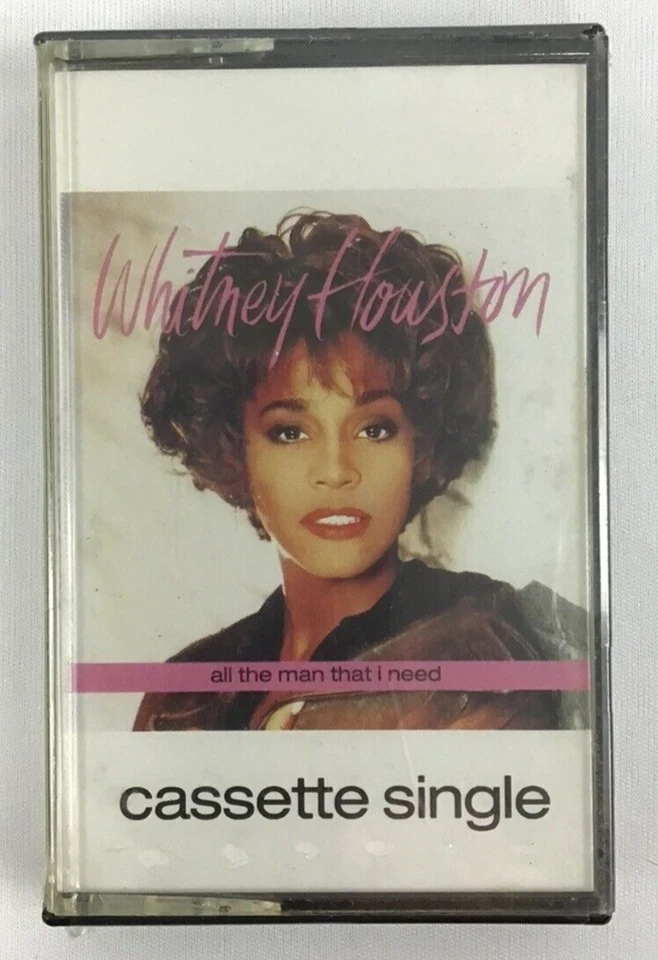 Whitney Houston
all the man that i need
cassette single